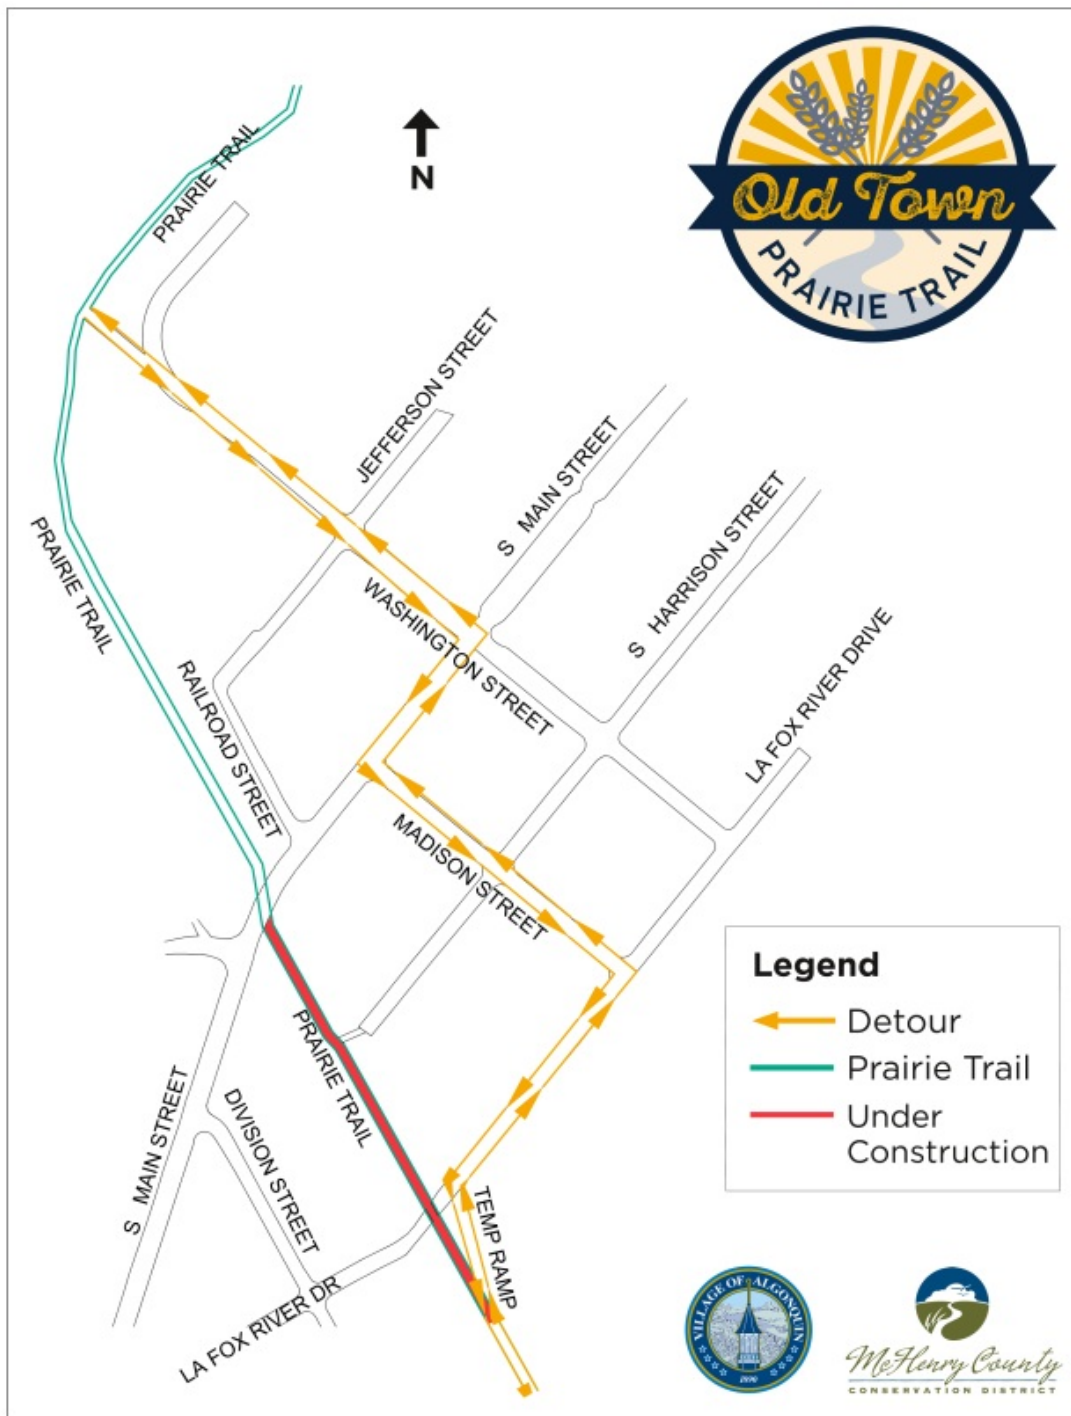 PRAIRIE TRAIL
N
Old Town
PRAIRIE TRAIL
JEFFERSON STREET
S MAIN STREET
S HARRISON STREET
PRAIRIE TRAIL
WASHINGTON STREET
LA FOX RIVER DRIVE
RAILROAD STREET
MADISON STREET
Legend
Detour
Prairie Trail
Under
Construction
PRAIRIE TRAIL
S MAIN STREET
DIVISION STREET
TEMP RAMP
LA FOX RIVER DR
VILLAGE OF ALGONQUIN
1890
McHenry County
CONSERVATION DISTRICT